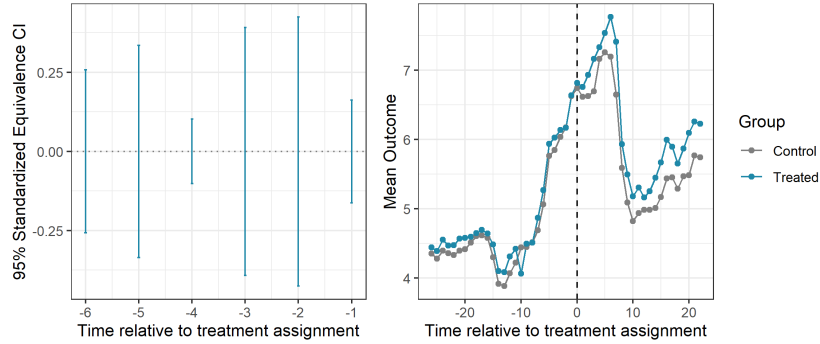 95% Standardized Equivalence CI
0.25
0.00
-0.25
-6
-5
-4
-3
-2
-1
Time relative to treatment assignment
Mean Outcome
7
6
5
4
-20
-10
0
10
20
Time relative to treatment assignment
Group
Control
Treated